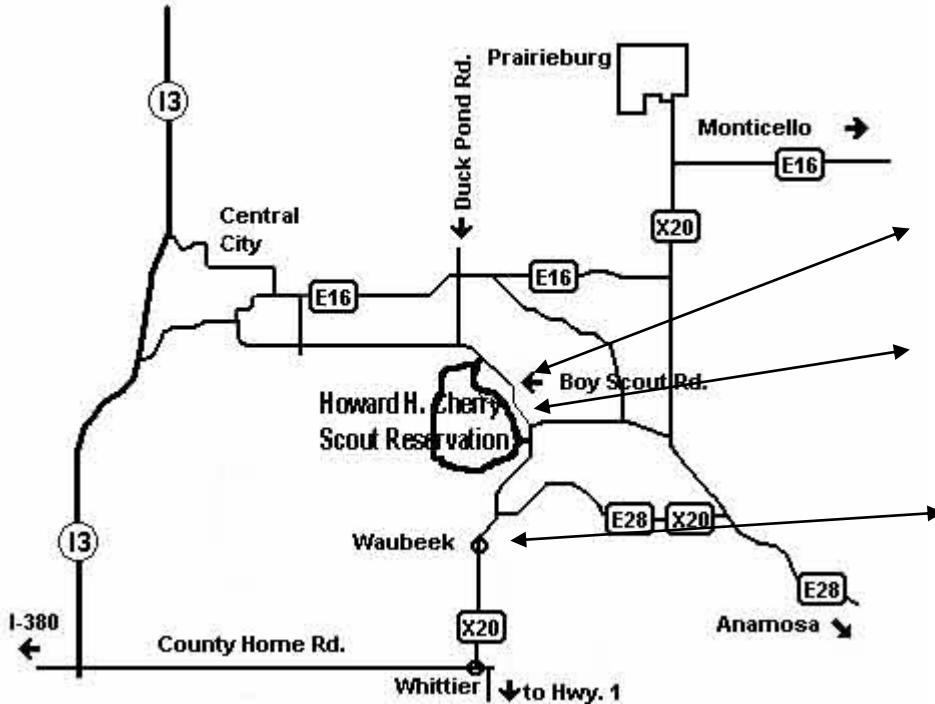 Prairieburg
Duck Pond Rd.
I3
Monticello
E16
Central
City
X20
E16
E16
Boy Scout Rd.
Howard H. Cherry
Scout Reservation
E28
X20
I3
Waubeek
E28
I-380
X20
Anamosa
County Home Rd.
Whittier
to Hwy. 1